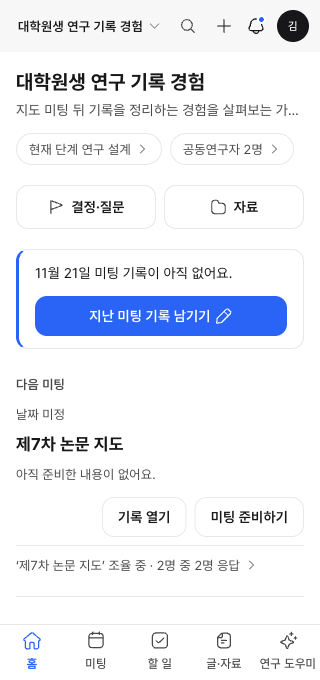 대학원생 연구 기록 경험
김
대학원생 연구 기록 경험
지도 미팅 뒤 기록을 정리하는 경험을 살펴보는 가...
현재 단계 연구 설계
공동연구자 2명
결정·질문
자료
11월 21일 미팅 기록이 아직 없어요.
지난 미팅 기록 남기기
다음 미팅
날짜 미정
제7차 논문 지도
아직 준비한 내용이 없어요.
기록 열기
미팅 준비하기
‘제7차 논문 지도’ 조율 중 · 2명 중 2명 응답
홈
미팅
할 일
글·자료
연구 도우미